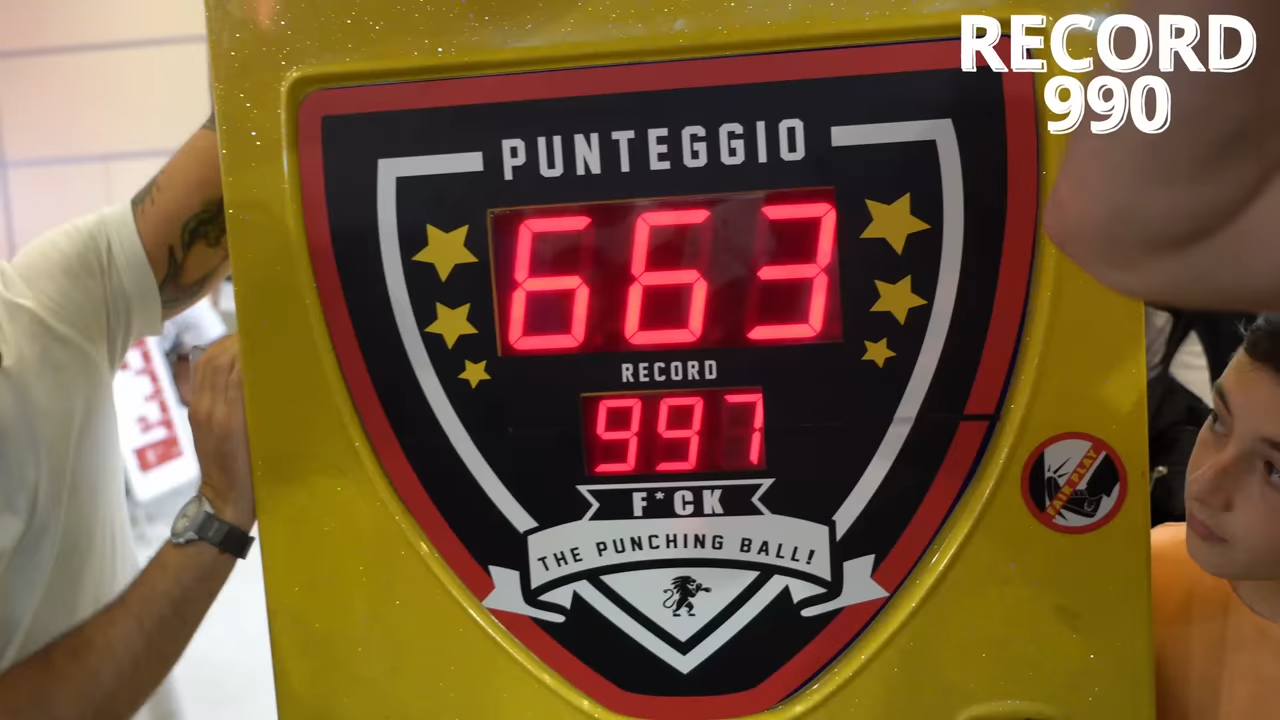 RECORD
990
PUNTEGGIO
663
RECORD
997
F*CK
THE PUNCHING BALL!
FAIR PLAY